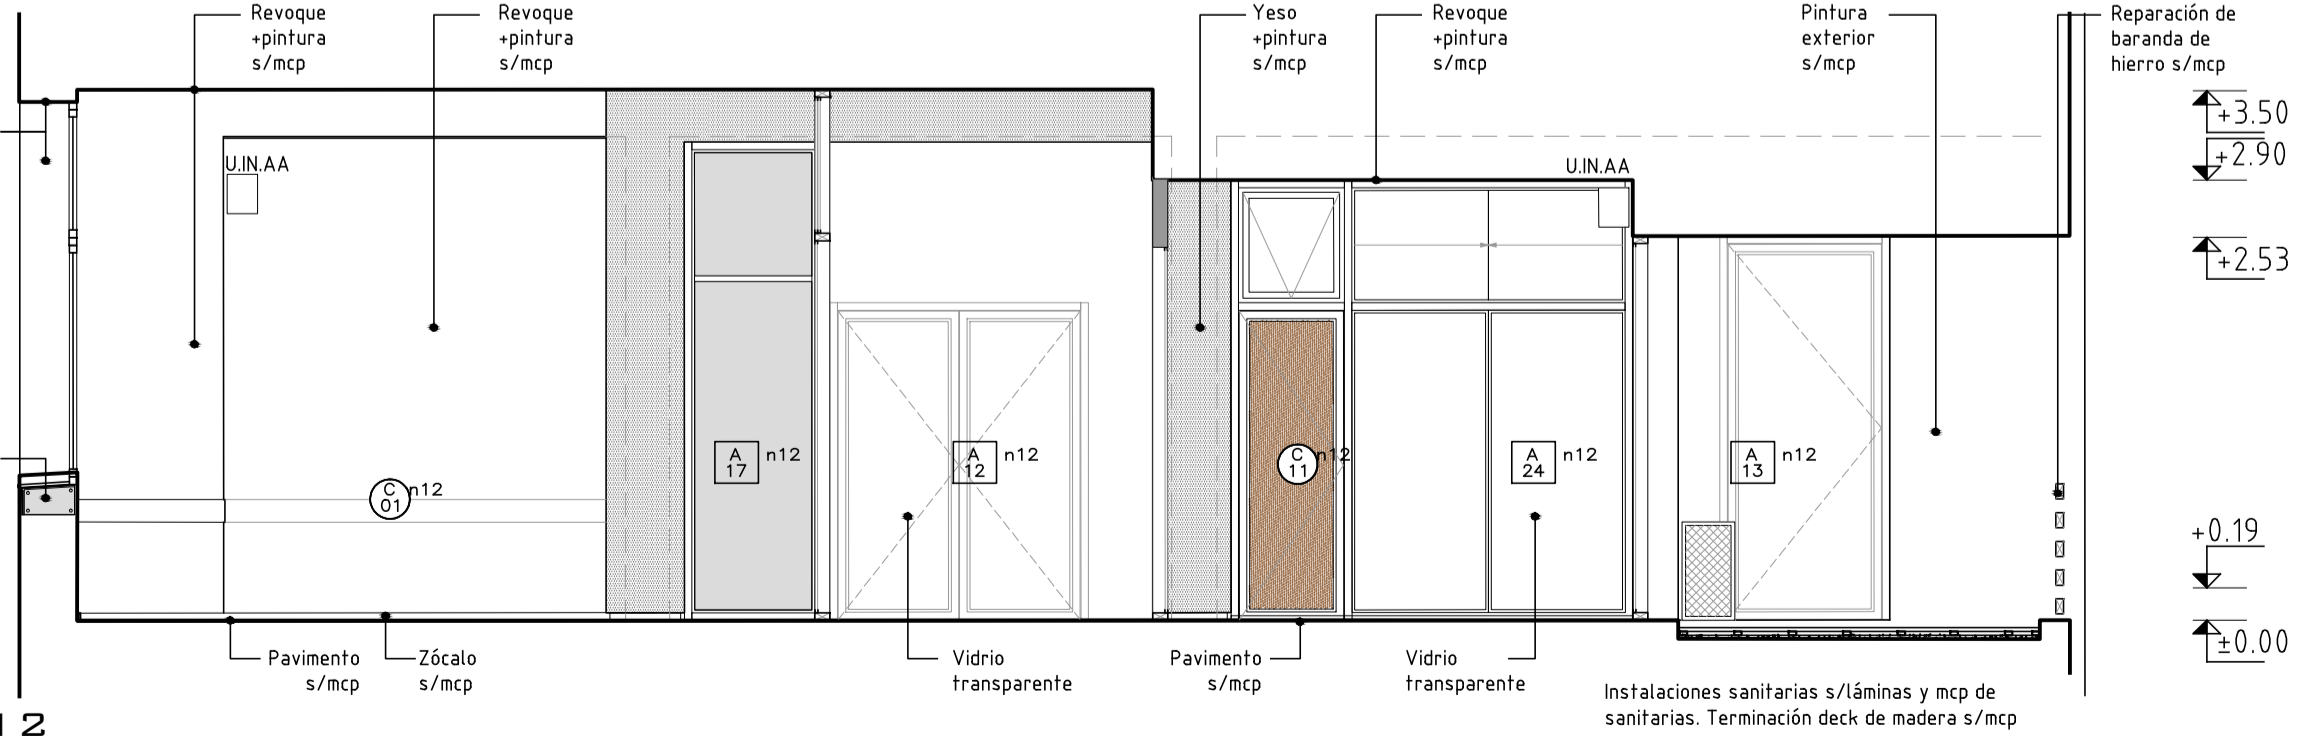 Revoque
+pintura
s/mcp
Revoque
+pintura
s/mcp
Yeso
+pintura
s/mcp
Revoque
+pintura
s/mcp
Pintura
exterior
s/mcp
Reparación de
baranda de
hierro s/mcp
+3.50
+2.90
+2.53
+0.19
±0.00
U.IN.AA
U.IN.AA
C
01
n12
A
17
n12
A
12
n12
C
11
n12
A
24
n12
A
13
n12
Pavimento
s/mcp
Zócalo
s/mcp
Vidrio
transparente
Pavimento
s/mcp
Vidrio
transparente
Instalaciones sanitarias s/láminas y mcp de
sanitarias. Terminación deck de madera s/mcp